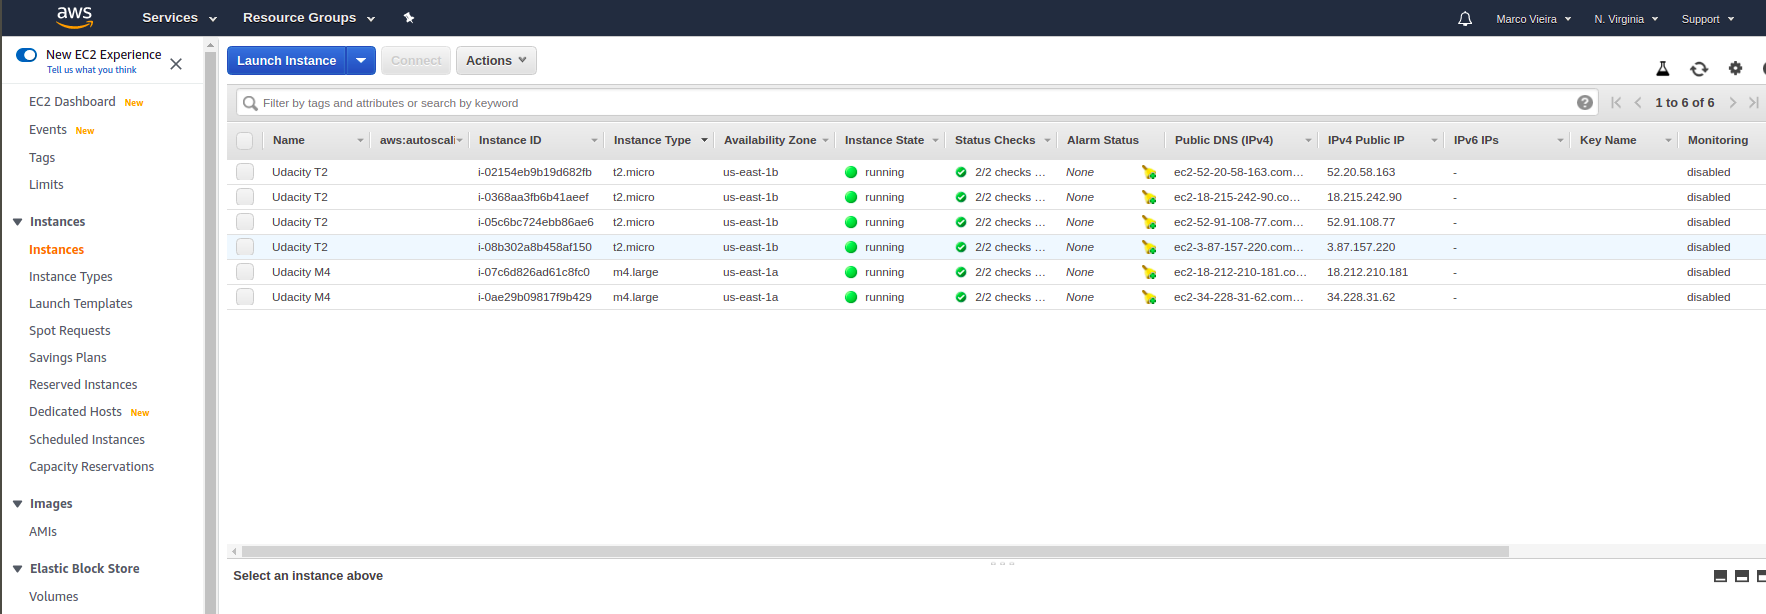 aws Services Resource Groups Marco Vieira N. Virginia Support
New EC2 Experience
Tell us what you think
EC2 Dashboard New
Events New
Tags
Limits
Instances
Instances
Instance Types
Launch Templates
Spot Requests
Savings Plans
Reserved Instances
Dedicated Hosts New
Scheduled Instances
Capacity Reservations
Images
AMIs
Elastic Block Store
Volumes
Launch Instance Connect Actions
Filter by tags and attributes or search by keyword ? 1 to 6 of 6
Name aws:autoscali Instance ID Instance Type Availability Zone Instance State Status Checks Alarm Status Public DNS (IPv4) IPv4 Public IP IPv6 IPs Key Name Monitoring
Udacity T2 i-02154eb9b19d682fb t2.micro us-east-1b running 2/2 checks ... None ec2-52-20-58-163.com... 52.20.58.163 - disabled
Udacity T2 i-0368aa3fb6b41aeef t2.micro us-east-1b running 2/2 checks ... None ec2-18-215-242-90.co... 18.215.242.90 - disabled
Udacity T2 i-05c6bc724ebb86ae6 t2.micro us-east-1b running 2/2 checks ... None ec2-52-91-108-77.com... 52.91.108.77 - disabled
Udacity T2 i-08b302a8b458af150 t2.micro us-east-1b running 2/2 checks ... None ec2-3-87-157-220.com... 3.87.157.220 - disabled
Udacity M4 i-07c6d826ad61c8fc0 m4.large us-east-1a running 2/2 checks ... None ec2-18-212-210-181.co... 18.212.210.181 - disabled
Udacity M4 i-0ae29b09817f9b429 m4.large us-east-1a running 2/2 checks ... None ec2-34-228-31-62.com... 34.228.31.62 - disabled
Select an instance above